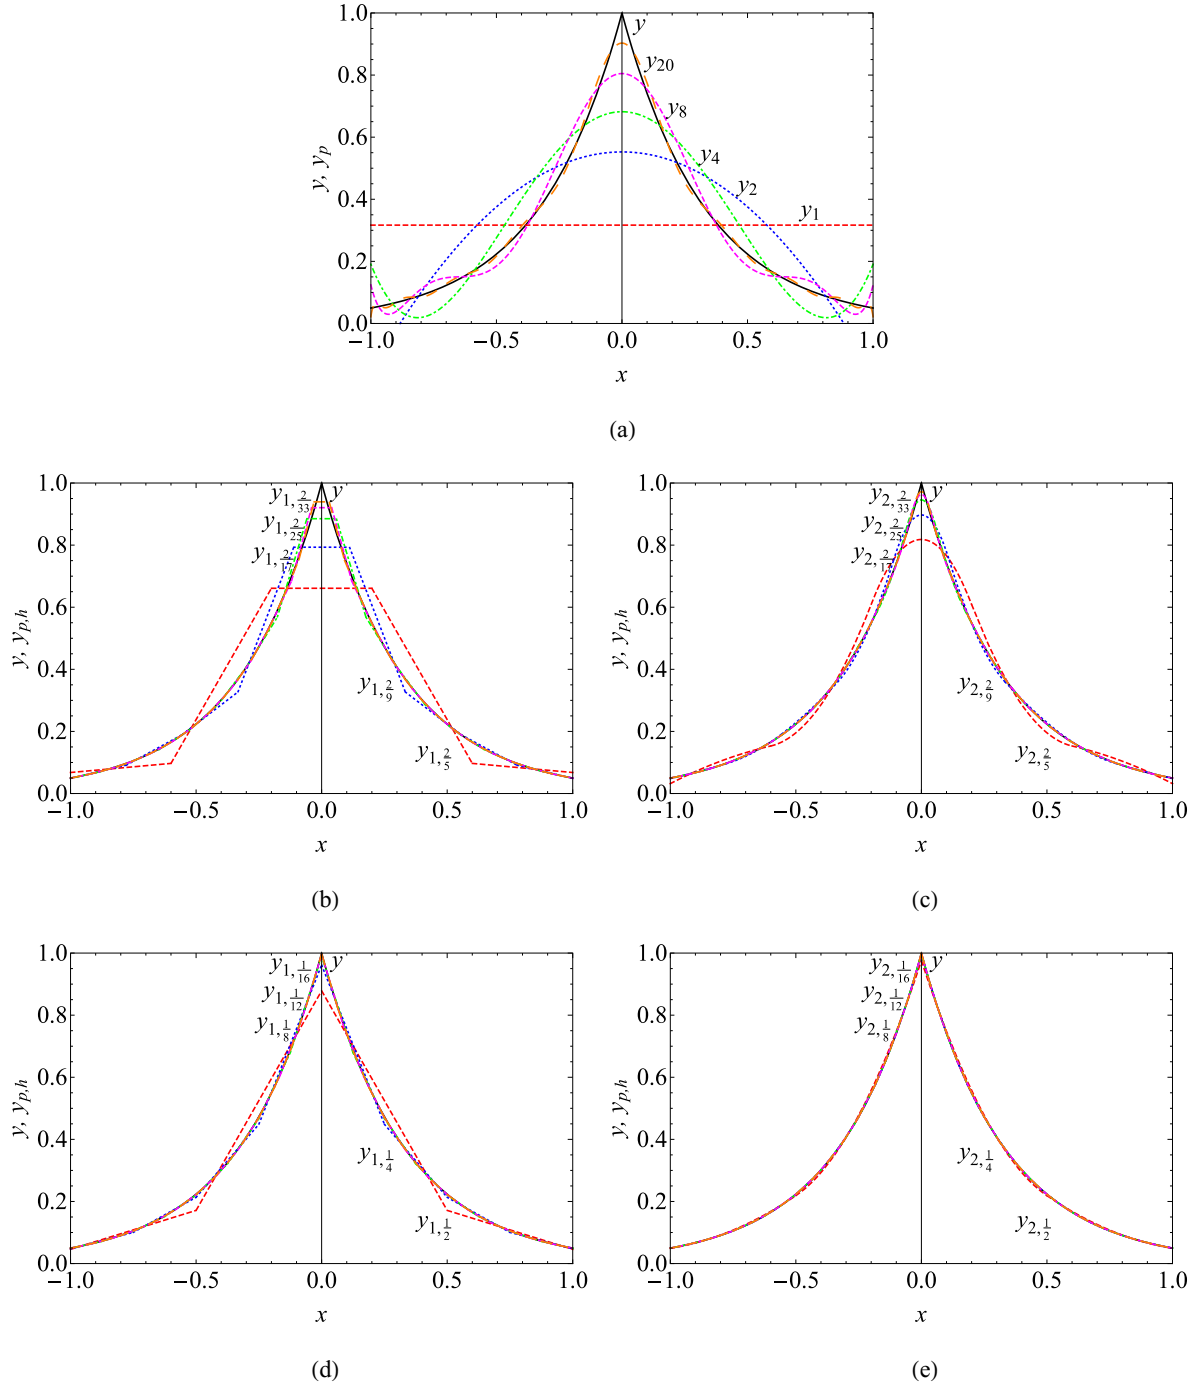 1.0
y
y20
0.8
y8
0.6
y, yp
y4
y2
0.4
y1
0.2
0.0
−1.0 −0.5 0.0 0.5 1.0
x
(a)
1.0
y1, 2/33 y
y1, 2/25
0.8
y1, 2/17
0.6
y, yp,h
0.4
y1, 2/9
0.2
y1, 2/5
0.0
−1.0 −0.5 0.0 0.5 1.0
x
(b)
1.0
y2, 2/33 y
y2, 2/25
0.8
y2, 2/17
0.6
y, yp,h
0.4
y2, 2/9
0.2
y2, 2/5
0.0
−1.0 −0.5 0.0 0.5 1.0
x
(c)
1.0
y1, 1/16 y
y1, 1/12
0.8
y1, 1/8
0.6
y, yp,h
0.4
y1, 1/4
0.2
y1, 1/2
0.0
−1.0 −0.5 0.0 0.5 1.0
x
(d)
1.0
y2, 1/16 y
y2, 1/12
0.8
y2, 1/8
0.6
y, yp,h
0.4
y2, 1/4
0.2
y2, 1/2
0.0
−1.0 −0.5 0.0 0.5 1.0
x
(e)